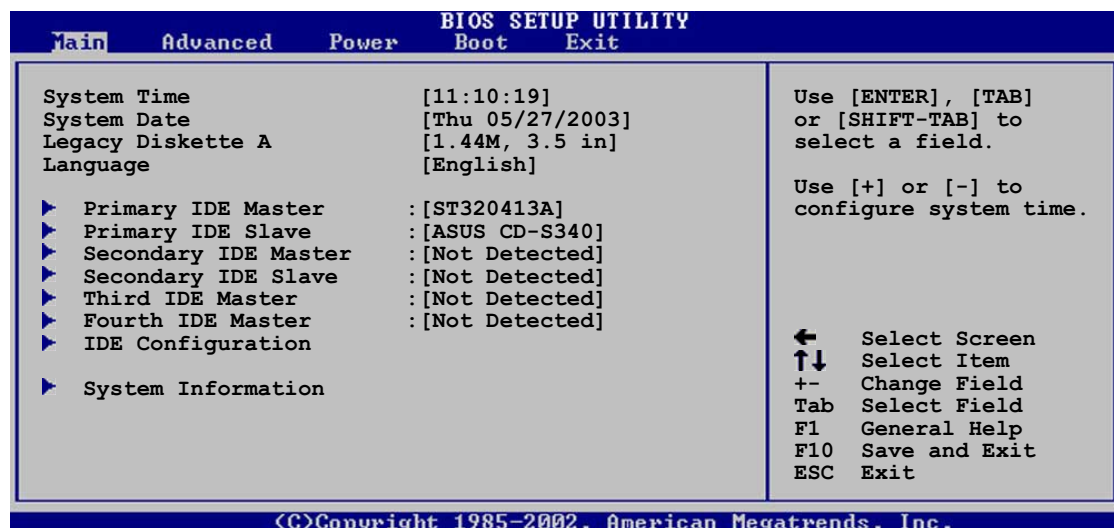 BIOS SETUP UTILITY
Main Advanced Power Boot Exit
System Time [11:10:19]
System Date [Thu 05/27/2003]
Legacy Diskette A [1.44M, 3.5 in]
Language [English]
Primary IDE Master :[ST320413A]
Primary IDE Slave :[ASUS CD-S340]
Secondary IDE Master :[Not Detected]
Secondary IDE Slave :[Not Detected]
Third IDE Master :[Not Detected]
Fourth IDE Master :[Not Detected]
IDE Configuration
System Information
Use [ENTER], [TAB]
or [SHIFT-TAB] to
select a field.
Use [+] or [-] to
configure system time.
← Select Screen
↑↓ Select Item
+- Change Field
Tab Select Field
F1 General Help
F10 Save and Exit
ESC Exit
(C)Copyright 1985-2002, American Megatrends, Inc.